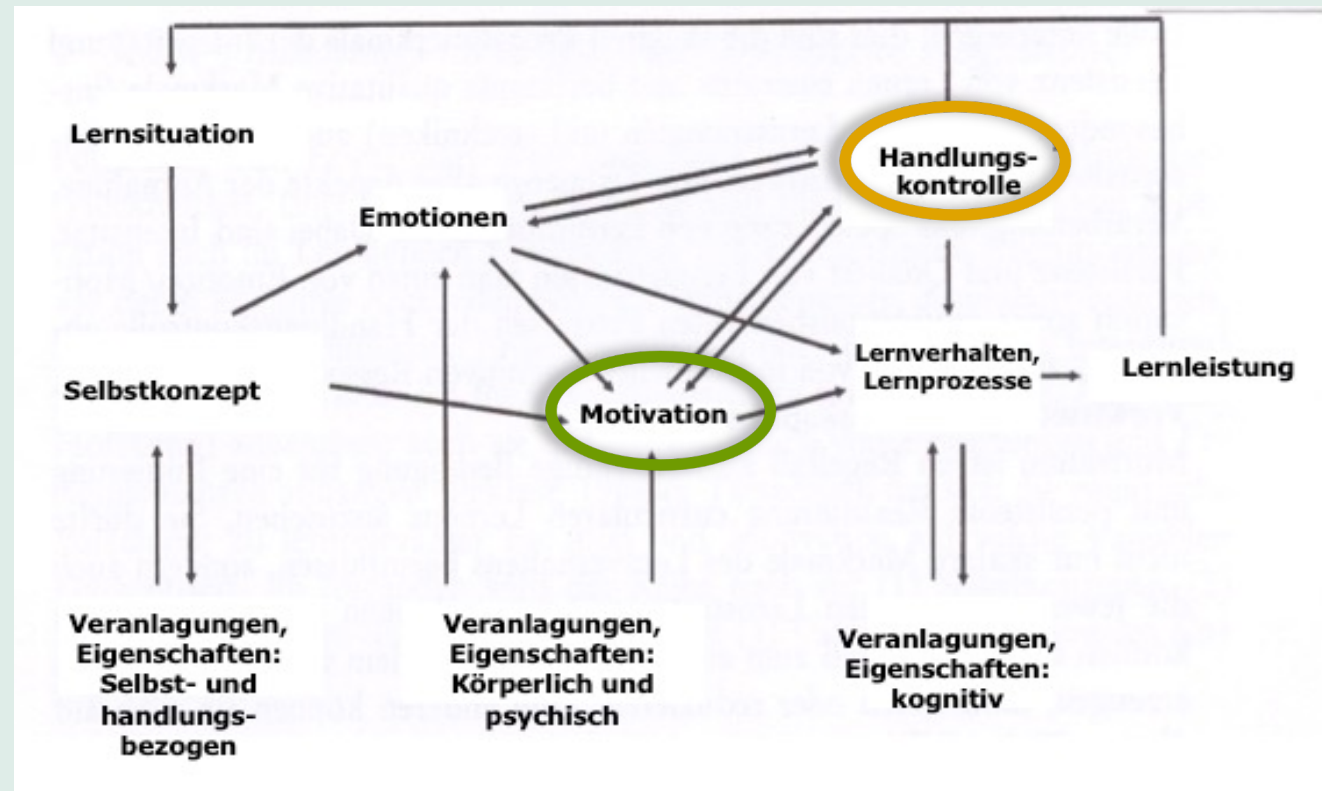 Lernsituation
Handlungs-
kontrolle
Emotionen
Lernverhalten,
Lernprozesse
Lernleistung
Selbstkonzept
Motivation
Veranlagungen,
Eigenschaften:
Selbst- und
handlungs-
bezogen
Veranlagungen,
Eigenschaften:
Körperlich und
psychisch
Veranlagungen,
Eigenschaften:
kognitiv